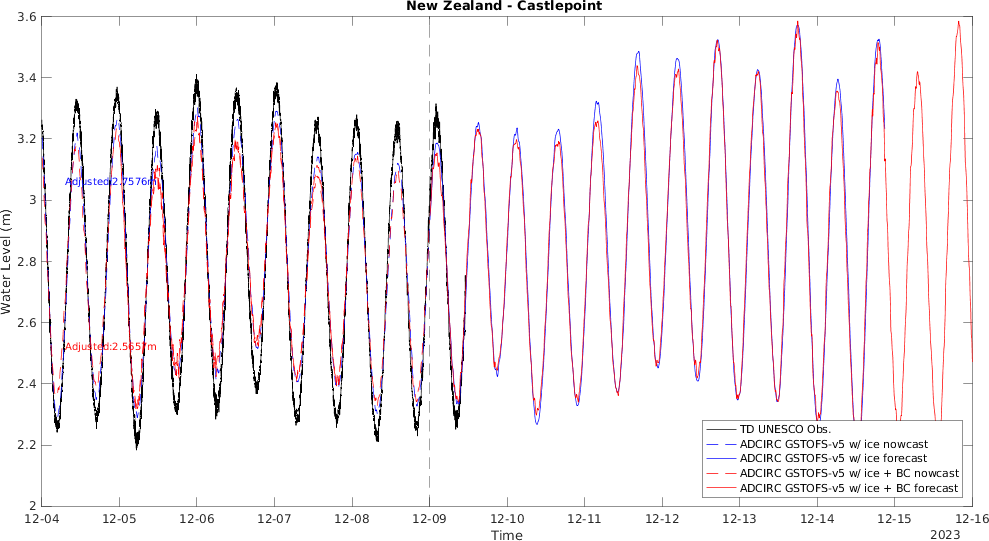 New Zealand - Castlepoint
3.6
3.4
3.2
3
2.8
2.6
2.4
2.2
2
Water Level (m)
Adjusted:2.7576m
Adjusted:2.5657m
TD UNESCO Obs.
ADCIRC GSTOFS-v5 w/ ice nowcast
ADCIRC GSTOFS-v5 w/ ice forecast
ADCIRC GSTOFS-v5 w/ ice + BC nowcast
ADCIRC GSTOFS-v5 w/ ice + BC forecast
12-04 12-05 12-06 12-07 12-08 12-09 12-10 12-11 12-12 12-13 12-14 12-15 12-16
Time
2023